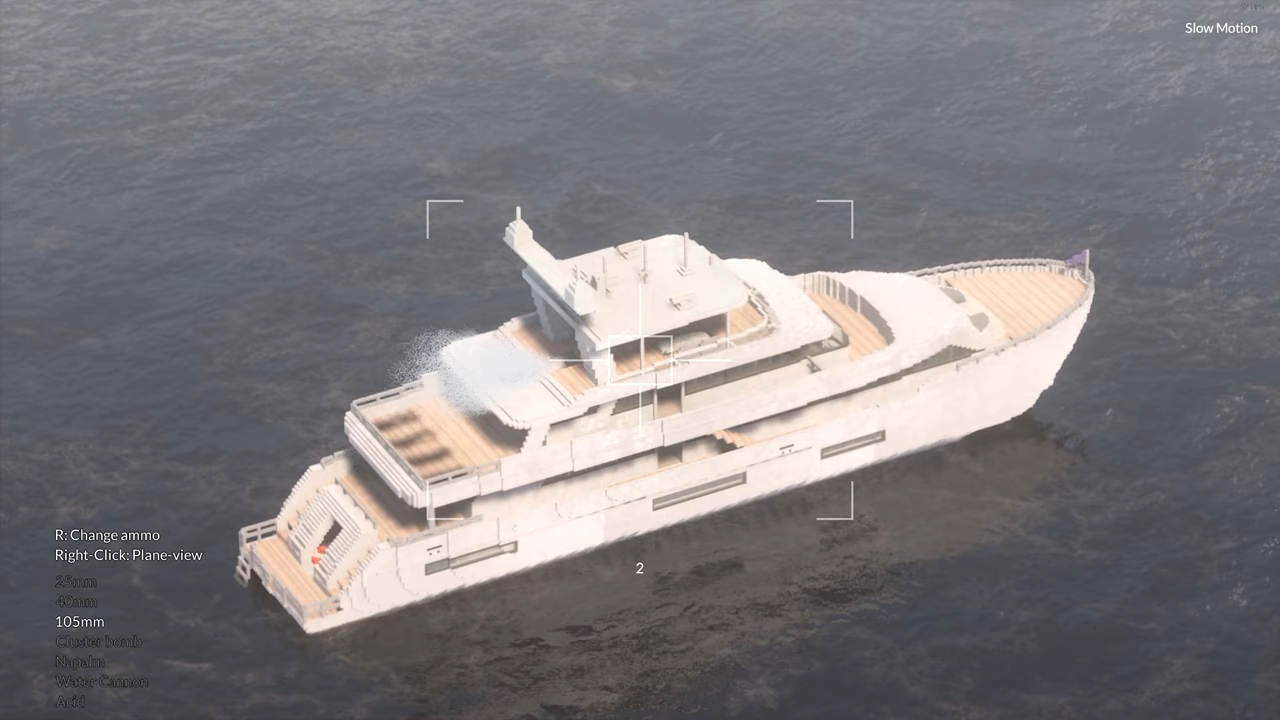 Slow Motion
R: Change ammo
Right-Click: Plane-view
25mm
40mm
105mm
Cluster bomb
Napalm
Water Cannon
Acid
2